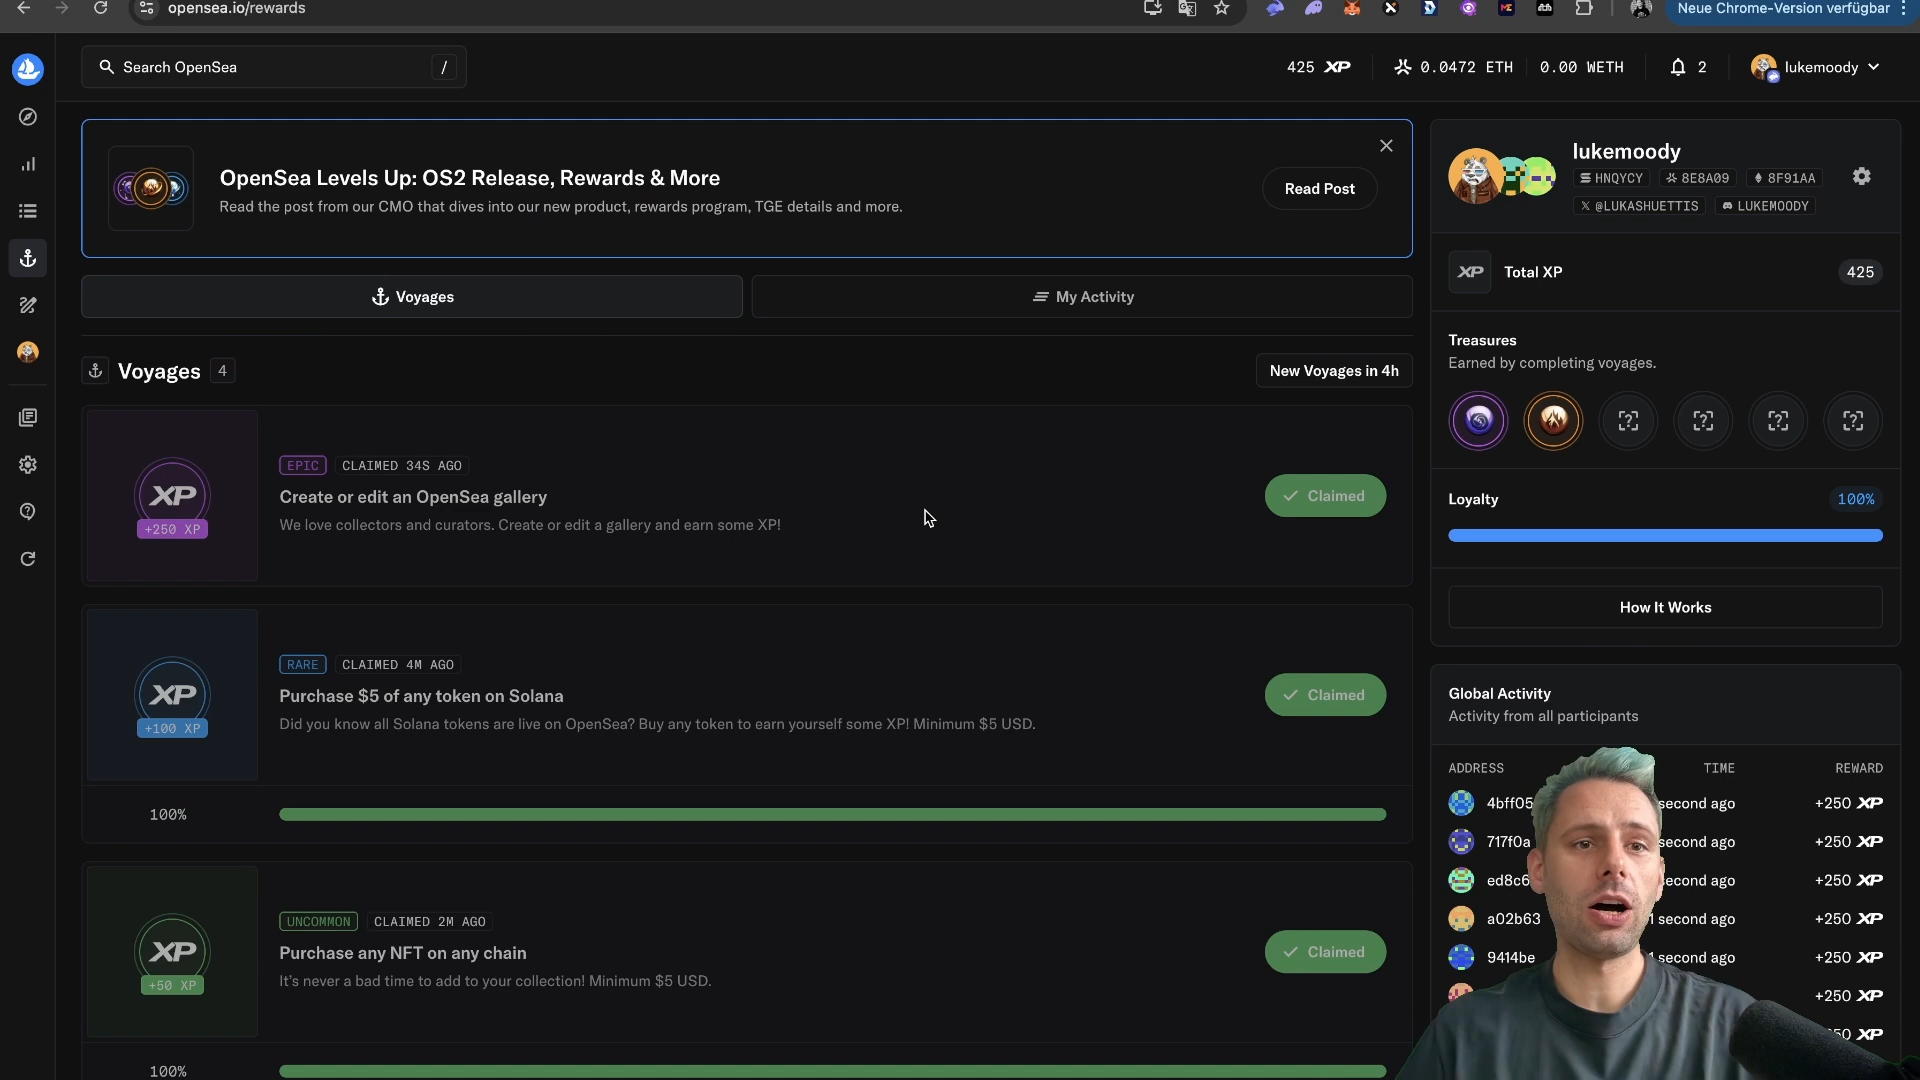 opensea.io/rewards
Neue Chrome-Version verfügbar
Search OpenSea
/
425 XP
0.0472 ETH
0.00 WETH
2
lukemoody
OpenSea Levels Up: OS2 Release, Rewards & More
Read the post from our CMO that dives into our new product, rewards program, TGE details and more.
Read Post
Voyages
My Activity
Voyages 4
New Voyages in 4h
XP
+250 XP
EPIC CLAIMED 34S AGO
Create or edit an OpenSea gallery
We love collectors and curators. Create or edit a gallery and earn some XP!
Claimed
XP
+100 XP
RARE CLAIMED 4M AGO
Purchase $5 of any token on Solana
Did you know all Solana tokens are live on OpenSea? Buy any token to earn yourself some XP! Minimum $5 USD.
Claimed
100%
XP
+50 XP
UNCOMMON CLAIMED 2M AGO
Purchase any NFT on any chain
It's never a bad time to add to your collection! Minimum $5 USD.
Claimed
100%
lukemoody
HNQYCY 8E8A09 8F91AA
@LUKASHUETTIS LUKEMOODY
XP Total XP 425
Treasures
Earned by completing voyages.
Loyalty 100%
How It Works
Global Activity
Activity from all participants
ADDRESS TIME REWARD
4bff05 second ago +250 XP
717f0a second ago +250 XP
ed8c6 second ago +250 XP
a02b63 1 second ago +250 XP
9414be 1 second ago +250 XP
+250 XP
50 XP